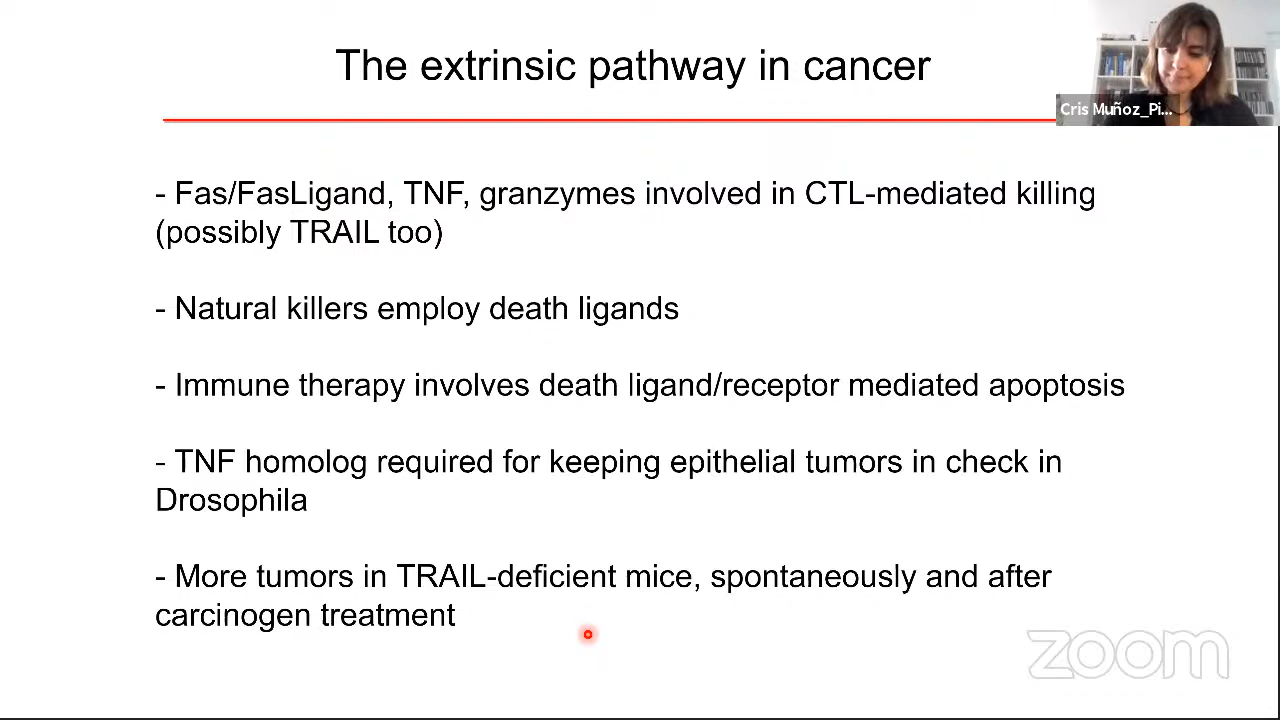 The extrinsic pathway in cancer
Cris Muñoz_Pi...
- Fas/FasLigand, TNF, granzymes involved in CTL-mediated killing
(possibly TRAIL too)
- Natural killers employ death ligands
- Immune therapy involves death ligand/receptor mediated apoptosis
- TNF homolog required for keeping epithelial tumors in check in
Drosophila
- More tumors in TRAIL-deficient mice, spontaneously and after
carcinogen treatment
zoom